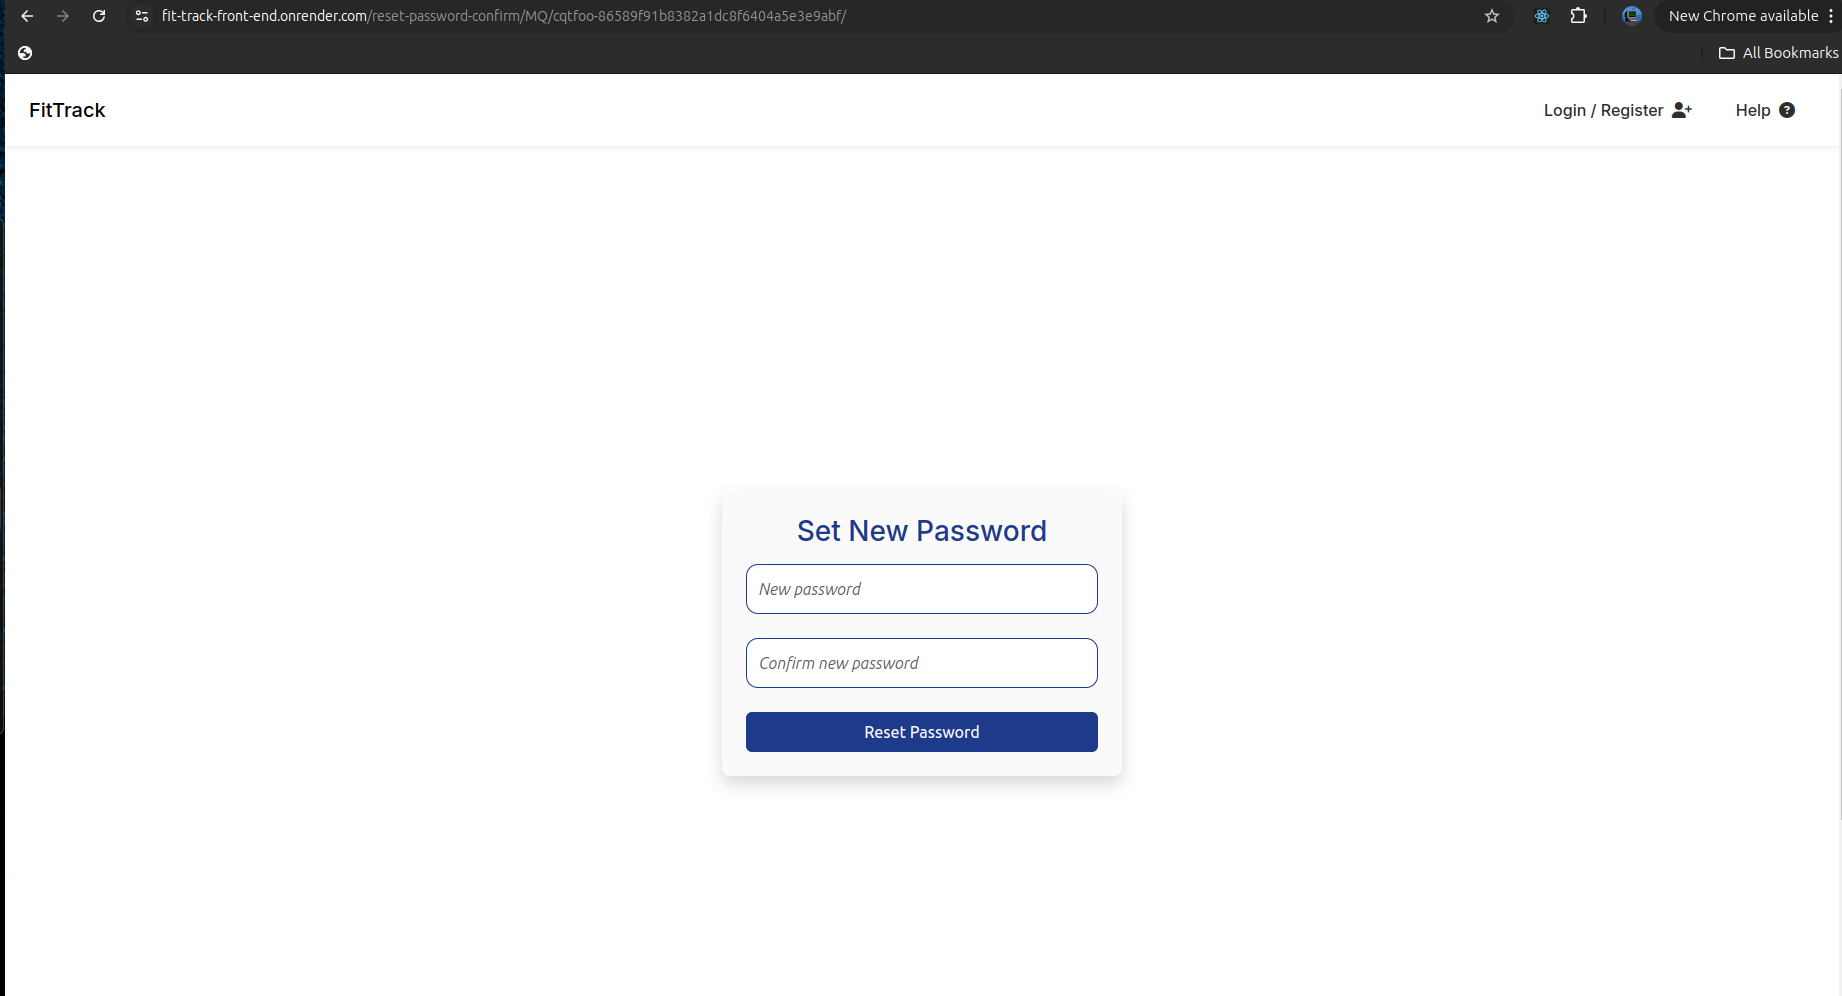 fit-track-front-end.onrender.com/reset-password-confirm/MQ/cqtfoo-86589f91b8382a1dc8f6404a5e3e9abf/
New Chrome available
All Bookmarks
FitTrack
Login / Register
Help
Set New Password
New password
Confirm new password
Reset Password